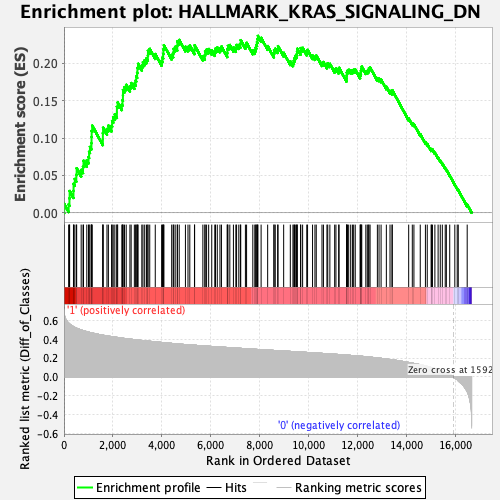 Enrichment plot: HALLMARK_KRAS_SIGNALING_DN
Enrichment score (ES)
0.20
0.15
0.10
0.05
0.00
'1' (positively correlated)
Ranked list metric (Diff_of_Classes)
0.6
0.4
0.2
0.0
-0.2
-0.4
-0.6
Zero cross at 1592
'0' (negatively correlated)
0
2,000
4,000
6,000
8,000
10,000
12,000
14,000
16,000
Rank in Ordered Dataset
Enrichment profile
Hits
Ranking metric scores